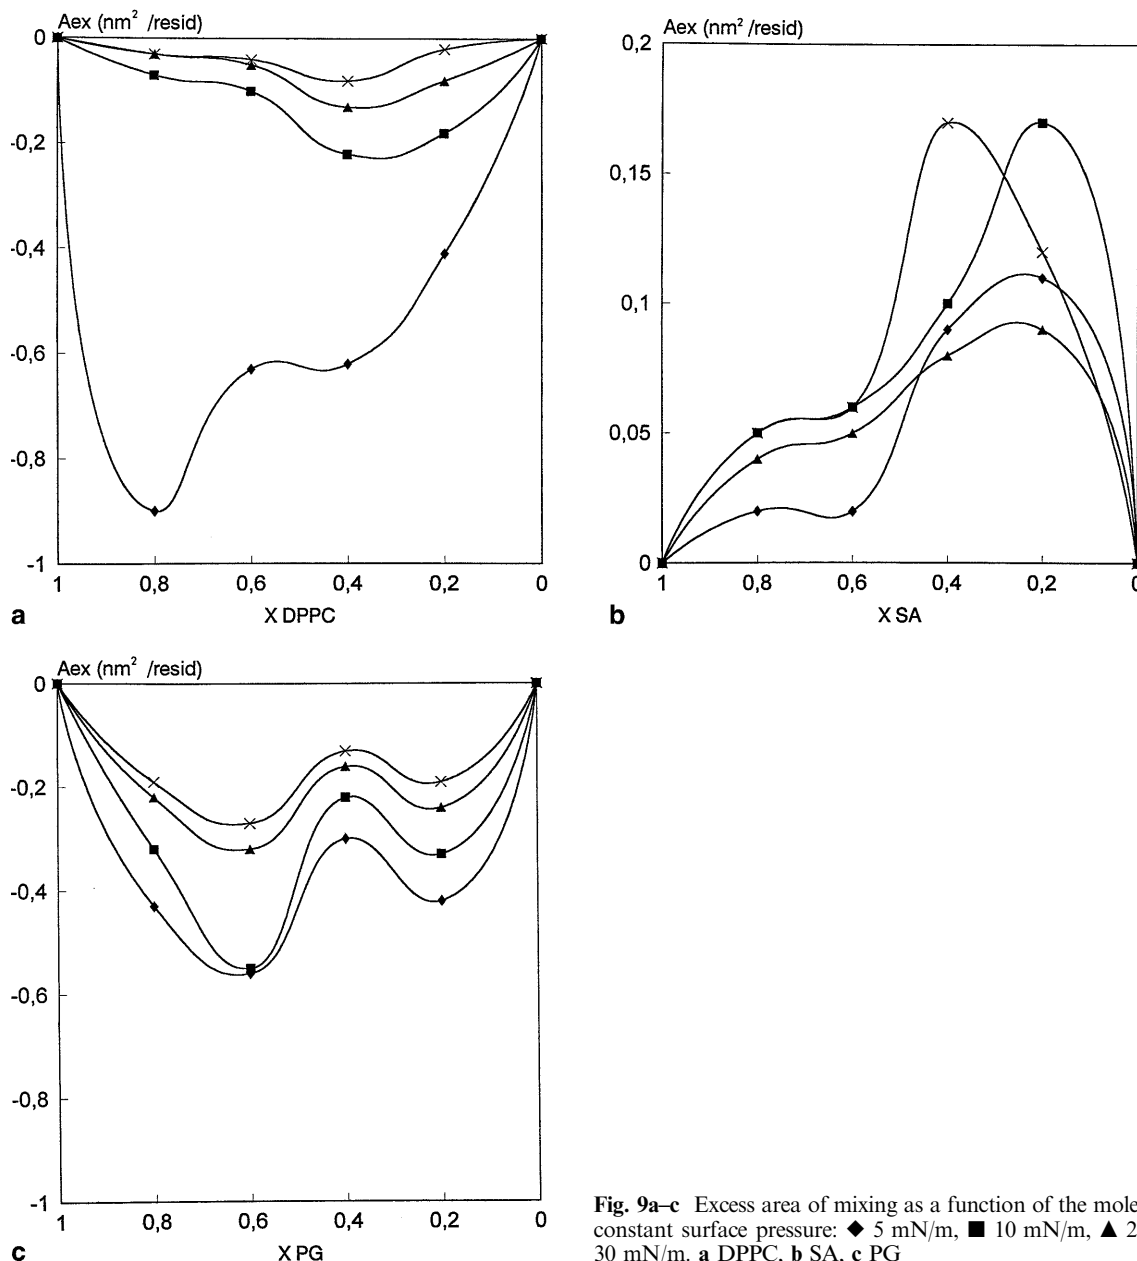 Aex (nm² /resid)
0
-0,2
-0,4
-0,6
-0,8
-1
1 0,8 0,6 0,4 0,2 0
a X DPPC
Aex (nm² /resid)
0,2
0,15
0,1
0,05
0
1 0,8 0,6 0,4 0,2
b X SA
Aex (nm² /resid)
0
-0,2
-0,4
-0,6
-0,8
-1
1 0,8 0,6 0,4 0,2 0
c X PG
Fig. 9a–c Excess area of mixing as a function of the mole
constant surface pressure: ◆ 5 mN/m, ■ 10 mN/m, ▲ 2
30 mN/m. a DPPC, b SA, c PG